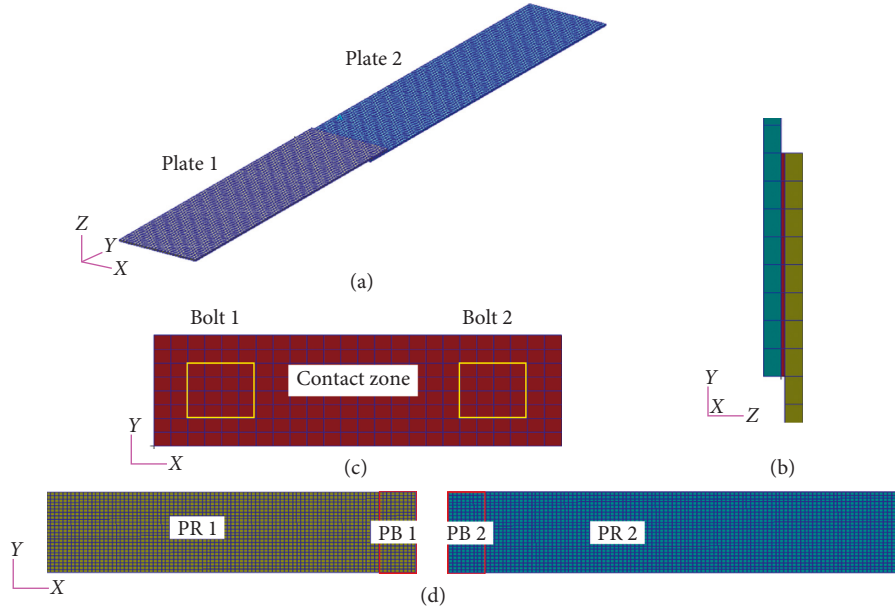 Plate 2
Plate 1
Z
Y
X
(a)
Bolt 1
Bolt 2
Contact zone
Y
X
(c)
Y
X
Z
(b)
PR 1
PB 1
PB 2
PR 2
Y
X
(d)